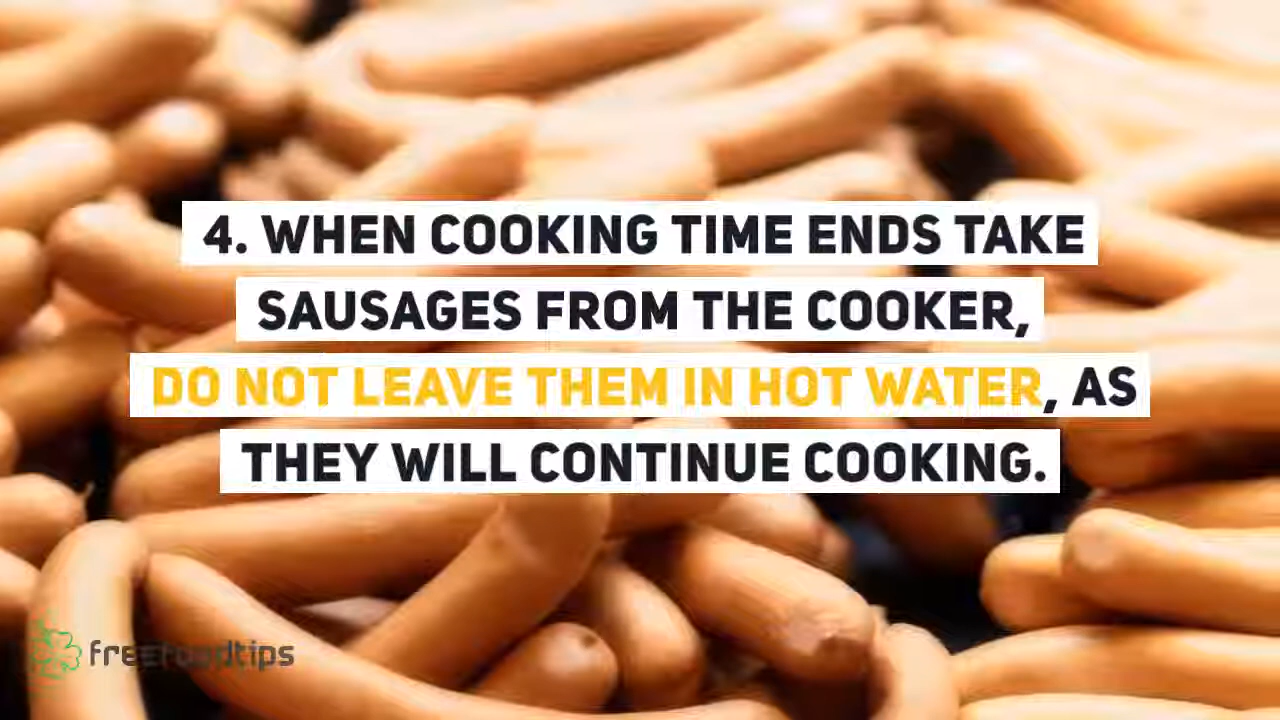 4. WHEN COOKING TIME ENDS TAKE
SAUSAGES FROM THE COOKER,
DO NOT LEAVE THEM IN HOT WATER, AS
THEY WILL CONTINUE COOKING.
freefoodtips